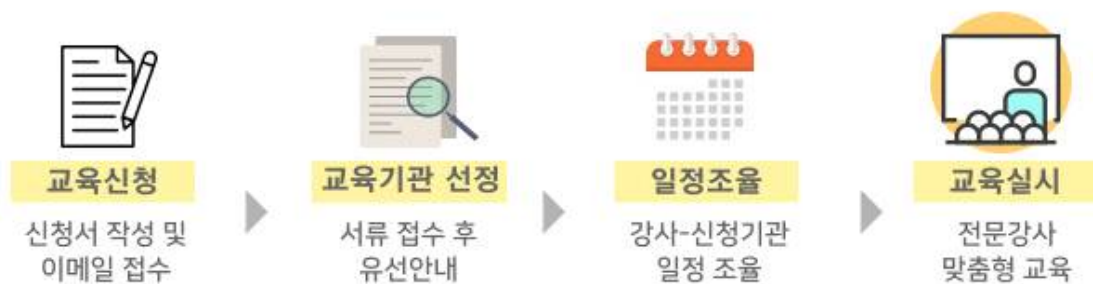 교육신청
신청서 작성 및
이메일 접수
교육기관 선정
서류 접수 후
유선안내
일정조율
강사-신청기관
일정 조율
교육실시
전문강사
맞춤형 교육